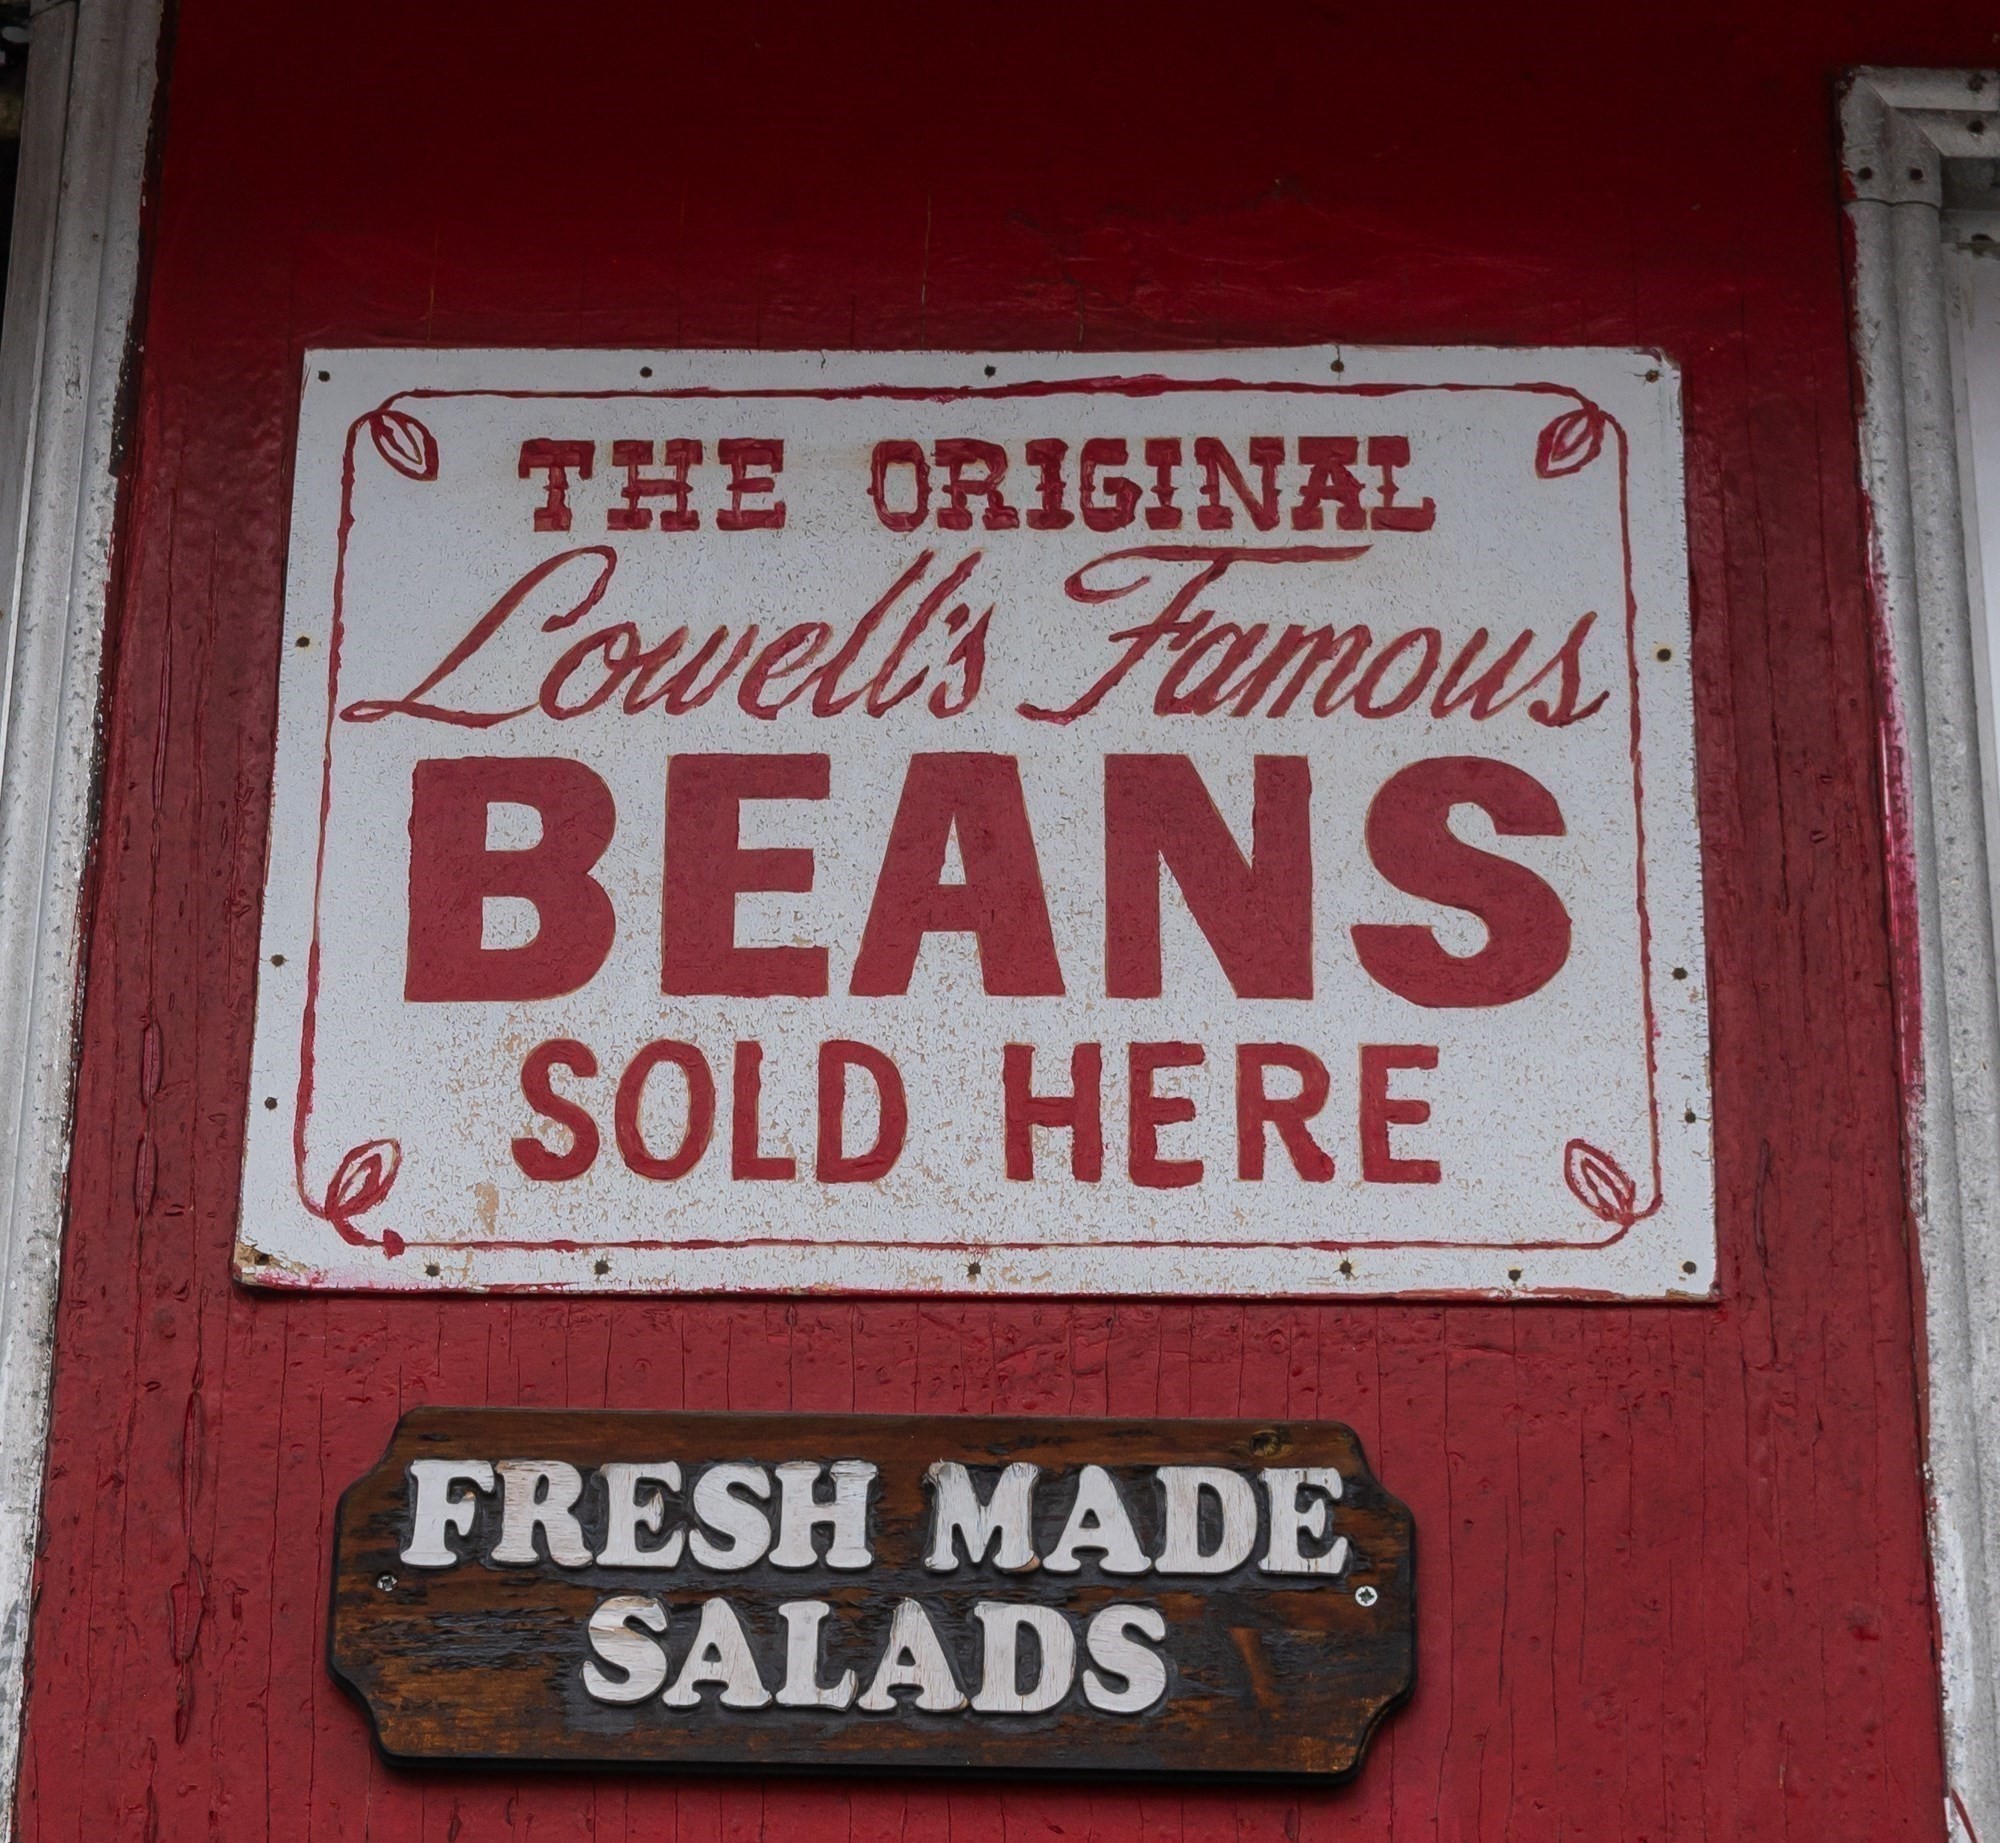 THE ORIGINAL
Lowell's Famous
BEANS
SOLD HERE
FRESH MADE
SALADS